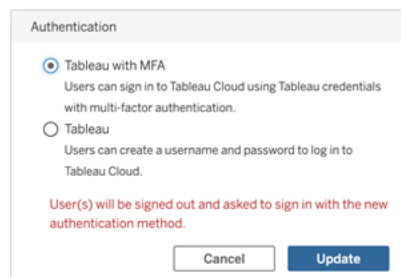 Authentication
Tableau with MFA
Users can sign in to Tableau Cloud using Tableau credentials
with multi-factor authentication.
Tableau
Users can create a username and password to log in to
Tableau Cloud.
User(s) will be signed out and asked to sign in with the new
authentication method.
Cancel Update